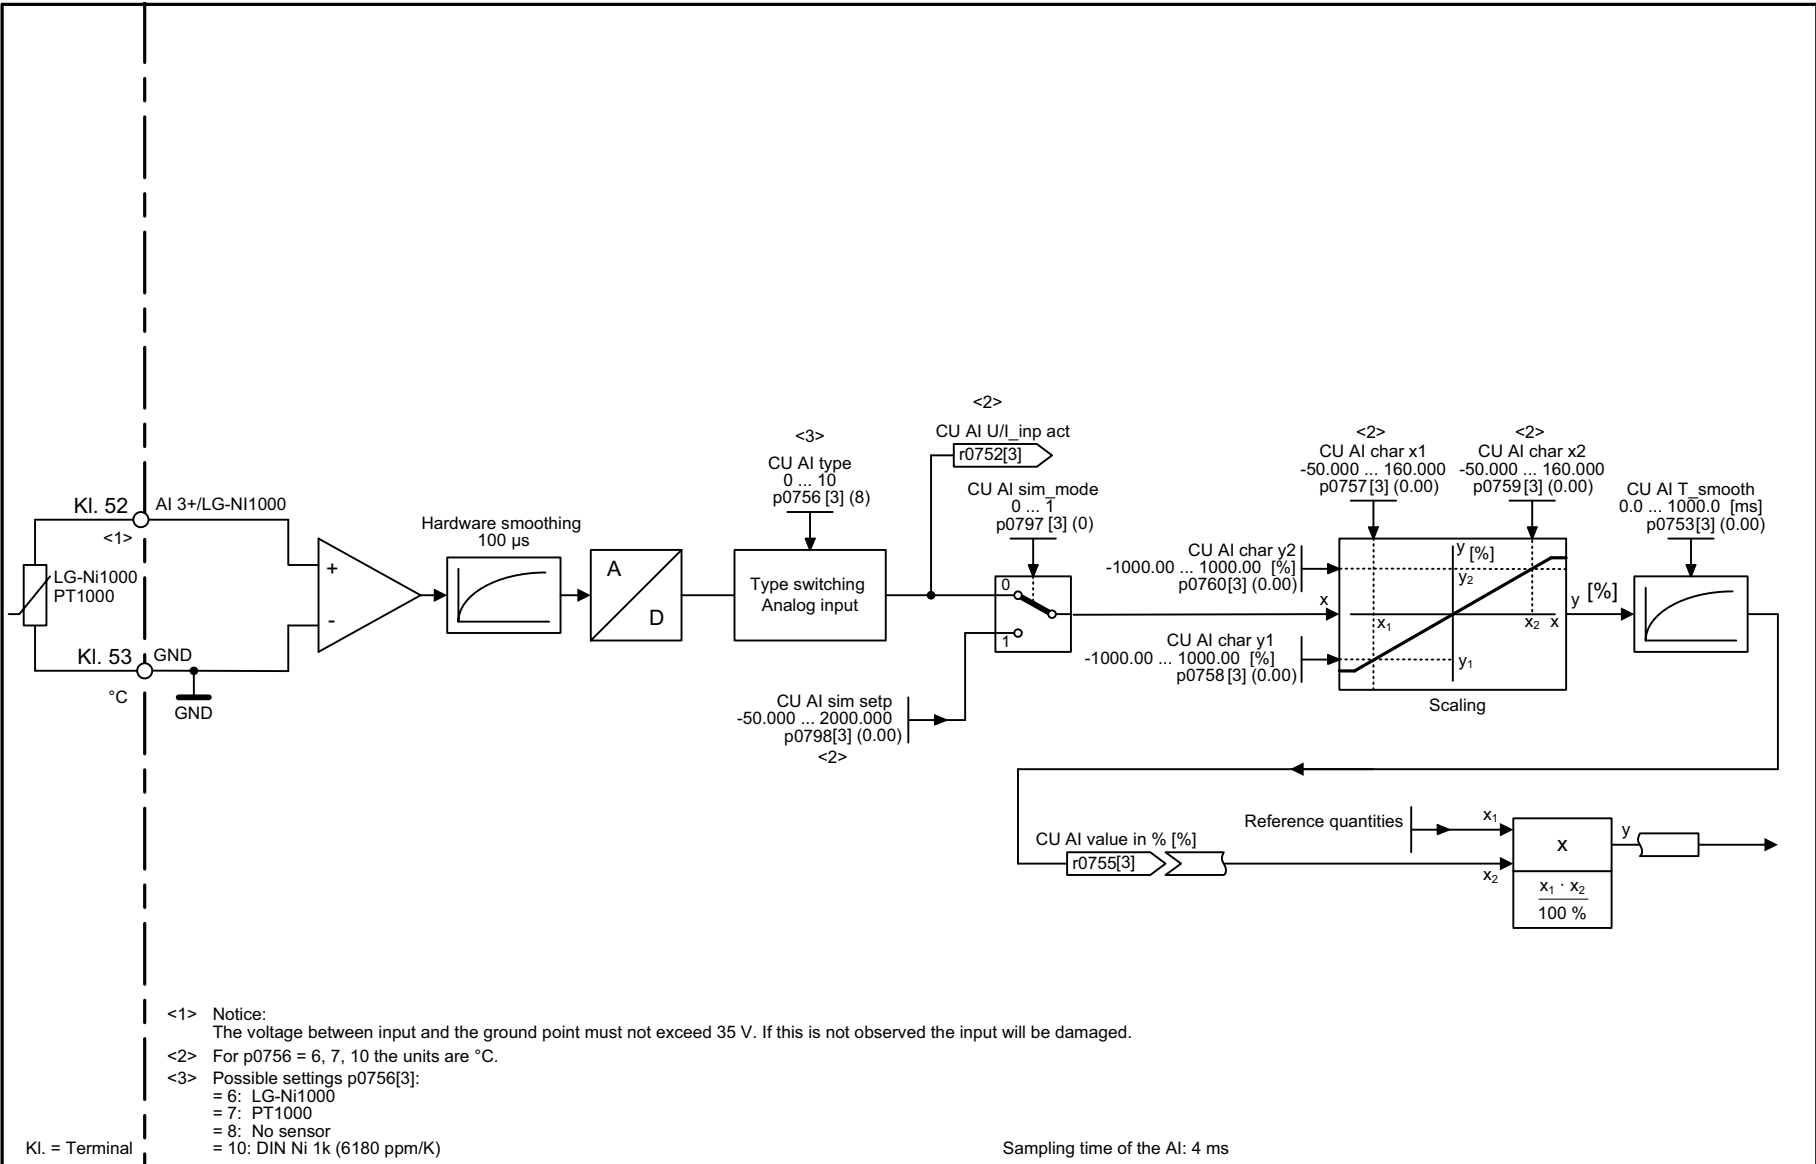 <2>
CU AI U/I_inp act
r0752[3]
<3>
CU AI type
0 ... 10
p0756 [3] (8)
CU AI sim_mode
0 ... 1
p0797 [3] (0)
<2>
CU AI char x1
-50.000 ... 160.000
p0757[3] (0.00)
<2>
CU AI char x2
-50.000 ... 160.000
p0759[3] (0.00)
CU AI T_smooth
0.0 ... 1000.0 [ms]
p0753[3] (0.00)
Kl. 52
<1>
AI 3+/LG-NI1000
LG-Ni1000
PT1000
Kl. 53
GND
°C
GND
+
-
Hardware smoothing
100 µs
A
D
Type switching
Analog input
0
1
CU AI sim setp
-50.000 ... 2000.000
p0798[3] (0.00)
<2>
CU AI char y2
-1000.00 ... 1000.00 [%]
p0760[3] (0.00)
x
CU AI char y1
-1000.00 ... 1000.00 [%]
p0758[3] (0.00)
y [%]
y₂
x₁
x₂ x
y₁
Scaling
y [%]
CU AI value in % [%]
r0755[3]
Reference quantities
x₁
x₂
x
x₁ · x₂
100 %
y
<1> Notice:
The voltage between input and the ground point must not exceed 35 V. If this is not observed the input will be damaged.
<2> For p0756 = 6, 7, 10 the units are °C.
<3> Possible settings p0756[3]:
= 6: LG-Ni1000
= 7: PT1000
= 8: No sensor
= 10: DIN Ni 1k (6180 ppm/K)
Kl. = Terminal
Sampling time of the AI: 4 ms